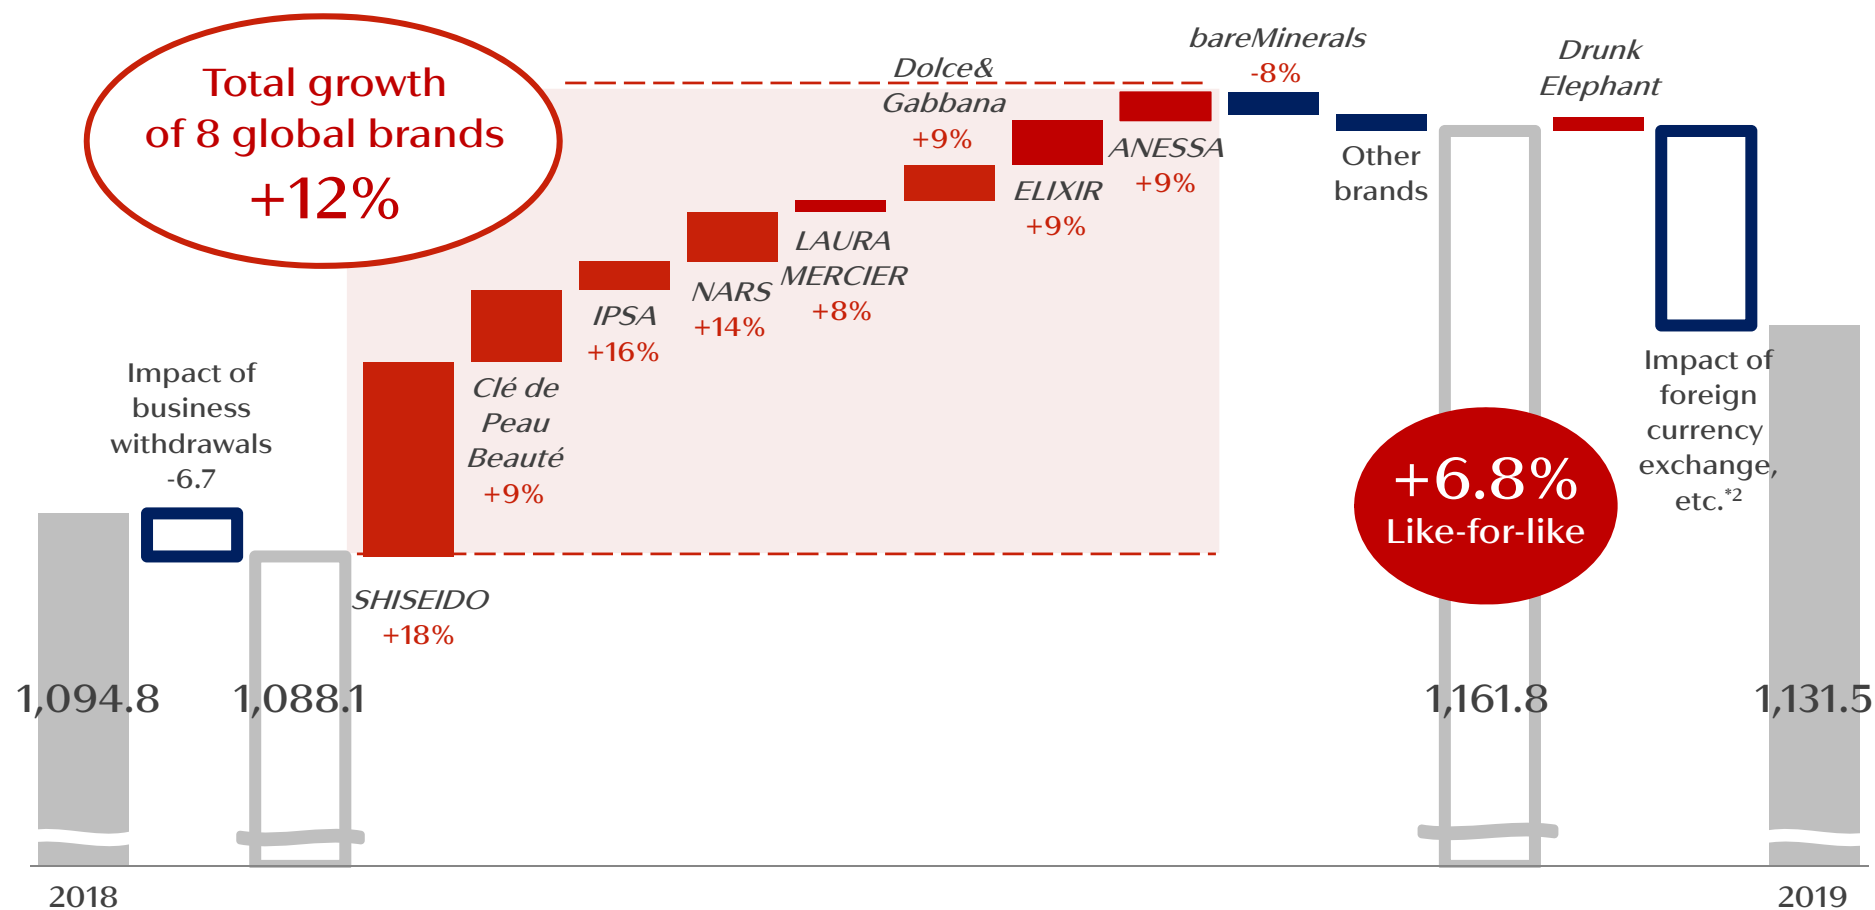 Total growth
of 8 global brands
+12%
Impact of
business
withdrawals
-6.7
SHISEIDO
+18%
Clé de
Peau
Beauté
+9%
IPSA
+16%
NARS
+14%
LAURA
MERCIER
+8%
Dolce&
Gabbana
+9%
ELIXIR
+9%
ANESSA
+9%
bareMinerals
-8%
Other
brands
Drunk
Elephant
Impact of
foreign
currency
exchange,
etc.*2
+6.8%
Like-for-like
1,094.8
1,088.1
1,161.8
1,131.5
2018
2019